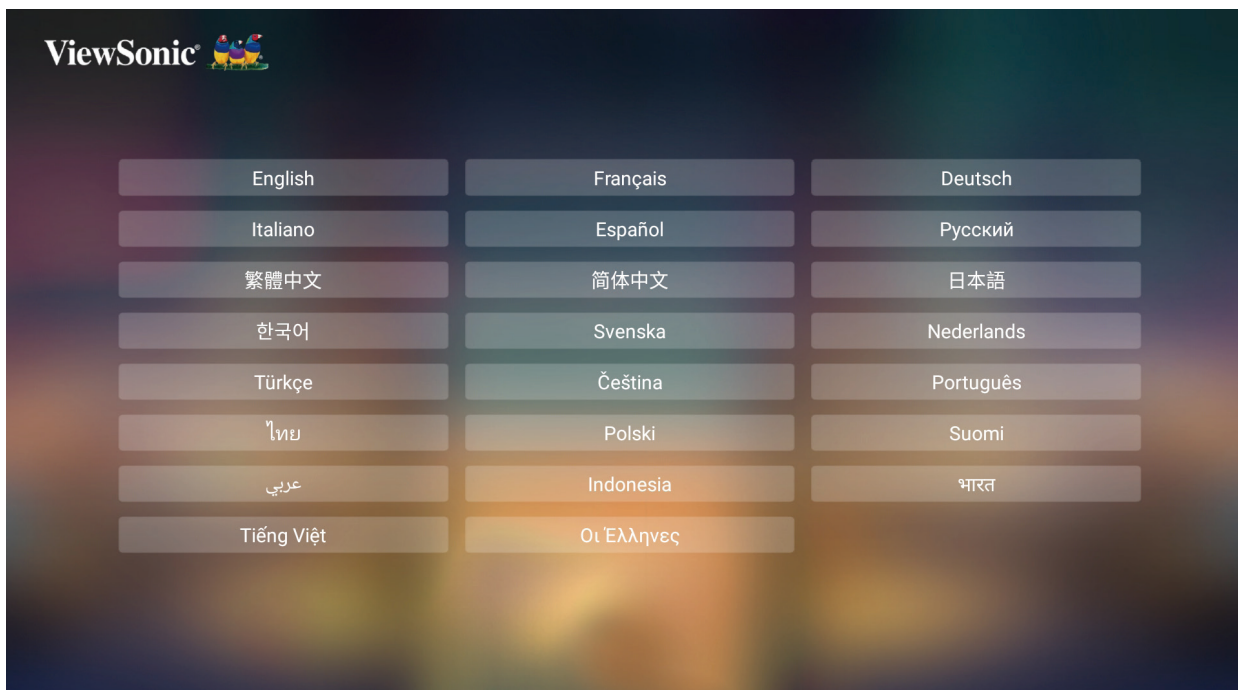 ViewSonic®
English Français Deutsch
Italiano Español Русский
繁體中文 简体中文 日本語
한국어 Svenska Nederlands
Türkçe Čeština Português
ไทย Polski Suomi
عربي Indonesia भारत
Tiếng Việt Οι Έλληνες